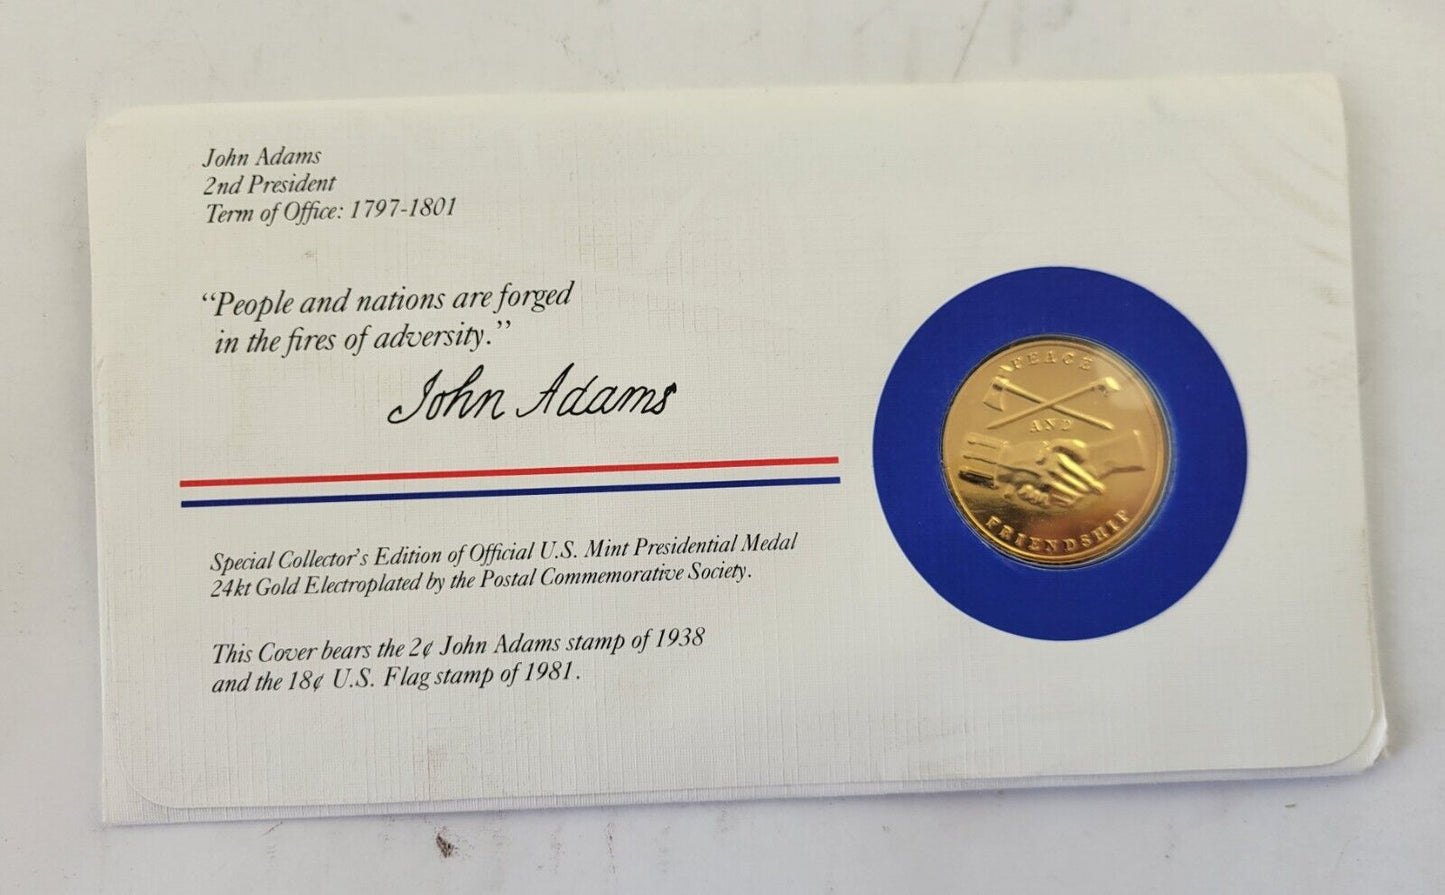 John Adams
2nd President
Term of Office: 1797-1801
“People and nations are forged
in the fires of adversity.”
John Adams
Special Collector's Edition of Official U.S. Mint Presidential Medal
24kt Gold Electroplated by the Postal Commemorative Society.
This Cover bears the 2¢ John Adams stamp of 1938
and the 18¢ U.S. Flag stamp of 1981.
PEACE
AND
FRIENDSHIP